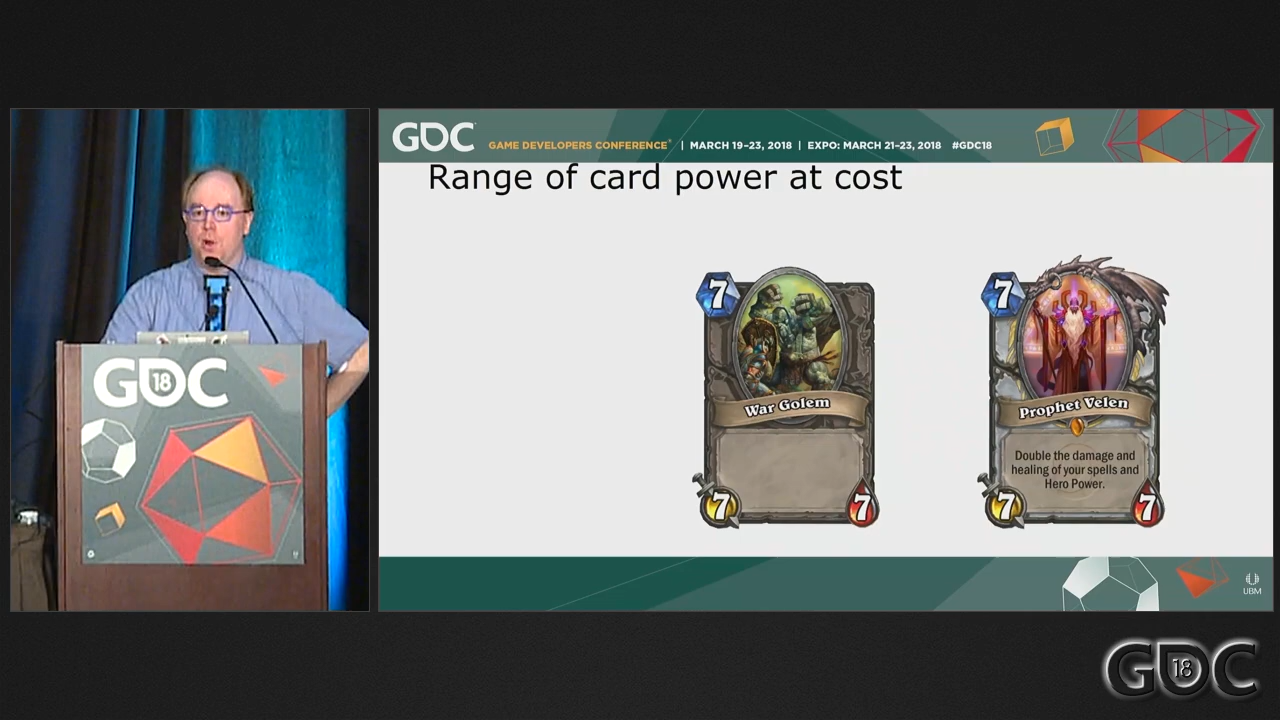 GDC
GAME DEVELOPERS CONFERENCE® | MARCH 19–23, 2018 | EXPO: MARCH 21–23, 2018 #GDC18
Range of card power at cost
7
War Golem
7
7
7
Prophet Velen
Double the damage and
healing of your spells and
Hero Power.
7
7
GDC
18
UBM
GDC
18